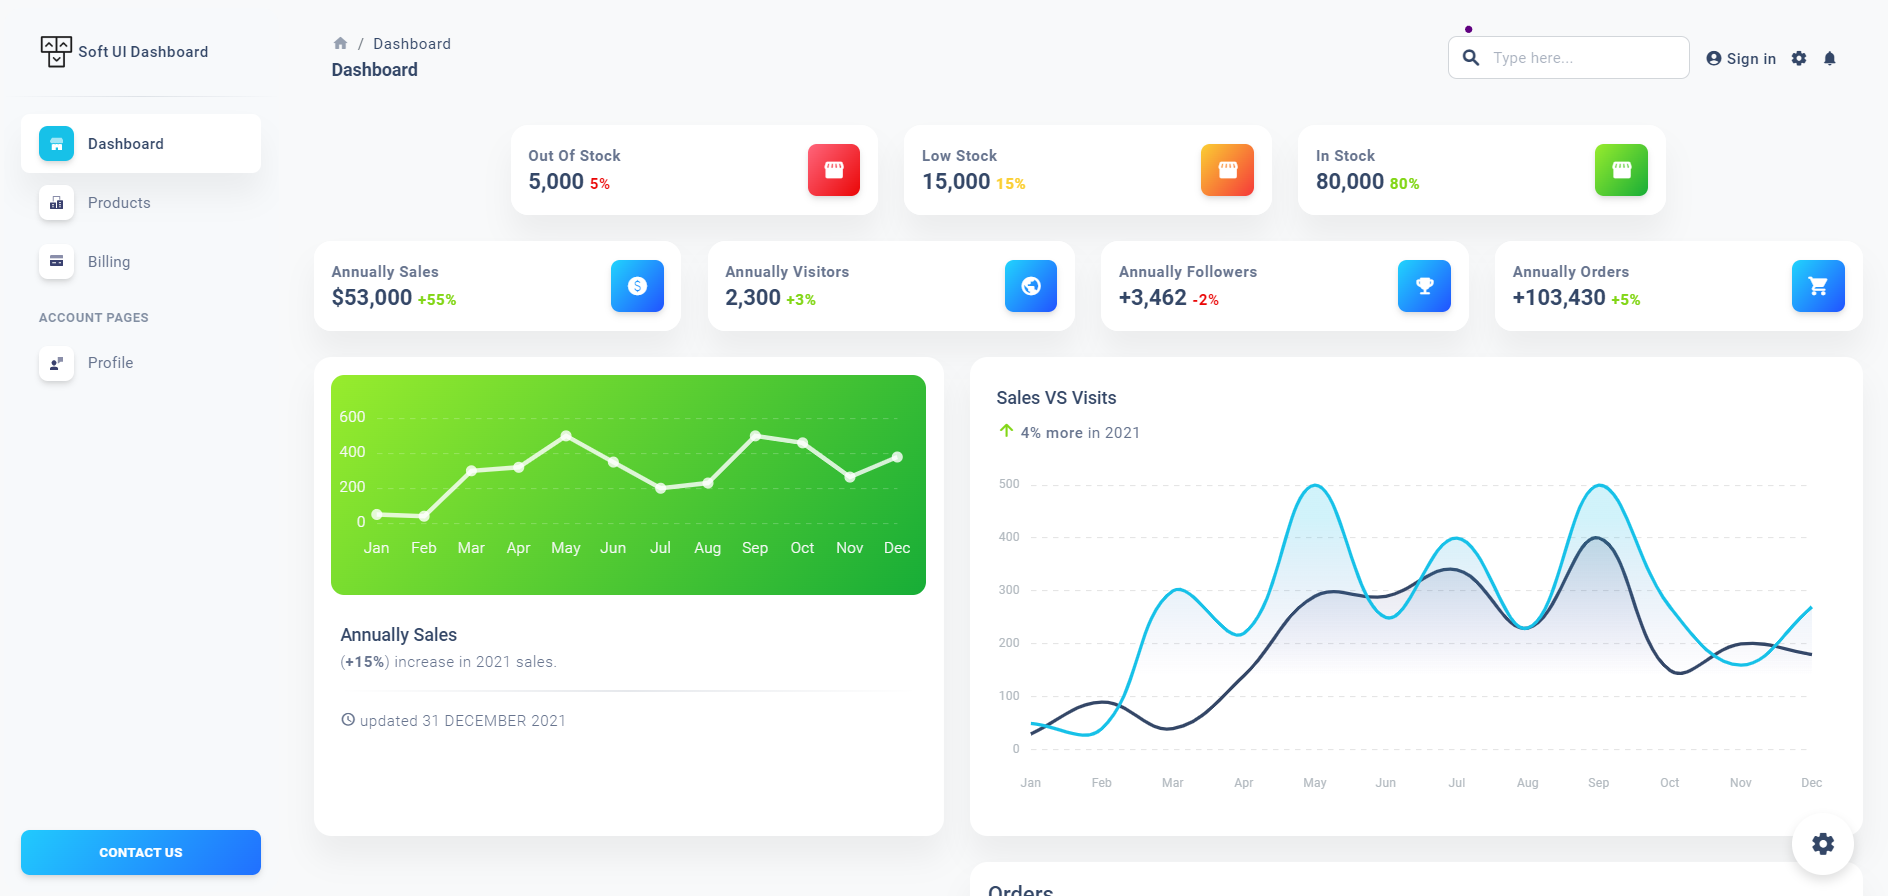 Soft UI Dashboard
Dashboard
Products
Billing
ACCOUNT PAGES
Profile
CONTACT US
/ Dashboard
Dashboard
Type here...
Sign in
Out Of Stock
5,000 5%
Low Stock
15,000 15%
In Stock
80,000 80%
Annually Sales
$53,000 +55%
Annually Visitors
2,300 +3%
Annually Followers
+3,462 -2%
Annually Orders
+103,430 +5%
600
400
200
0
Jan Feb Mar Apr May Jun Jul Aug Sep Oct Nov Dec
Annually Sales
(+15%) increase in 2021 sales.
updated 31 DECEMBER 2021
Sales VS Visits
4% more in 2021
500
400
300
200
100
0
Jan Feb Mar Apr May Jun Jul Aug Sep Oct Nov Dec
Orders